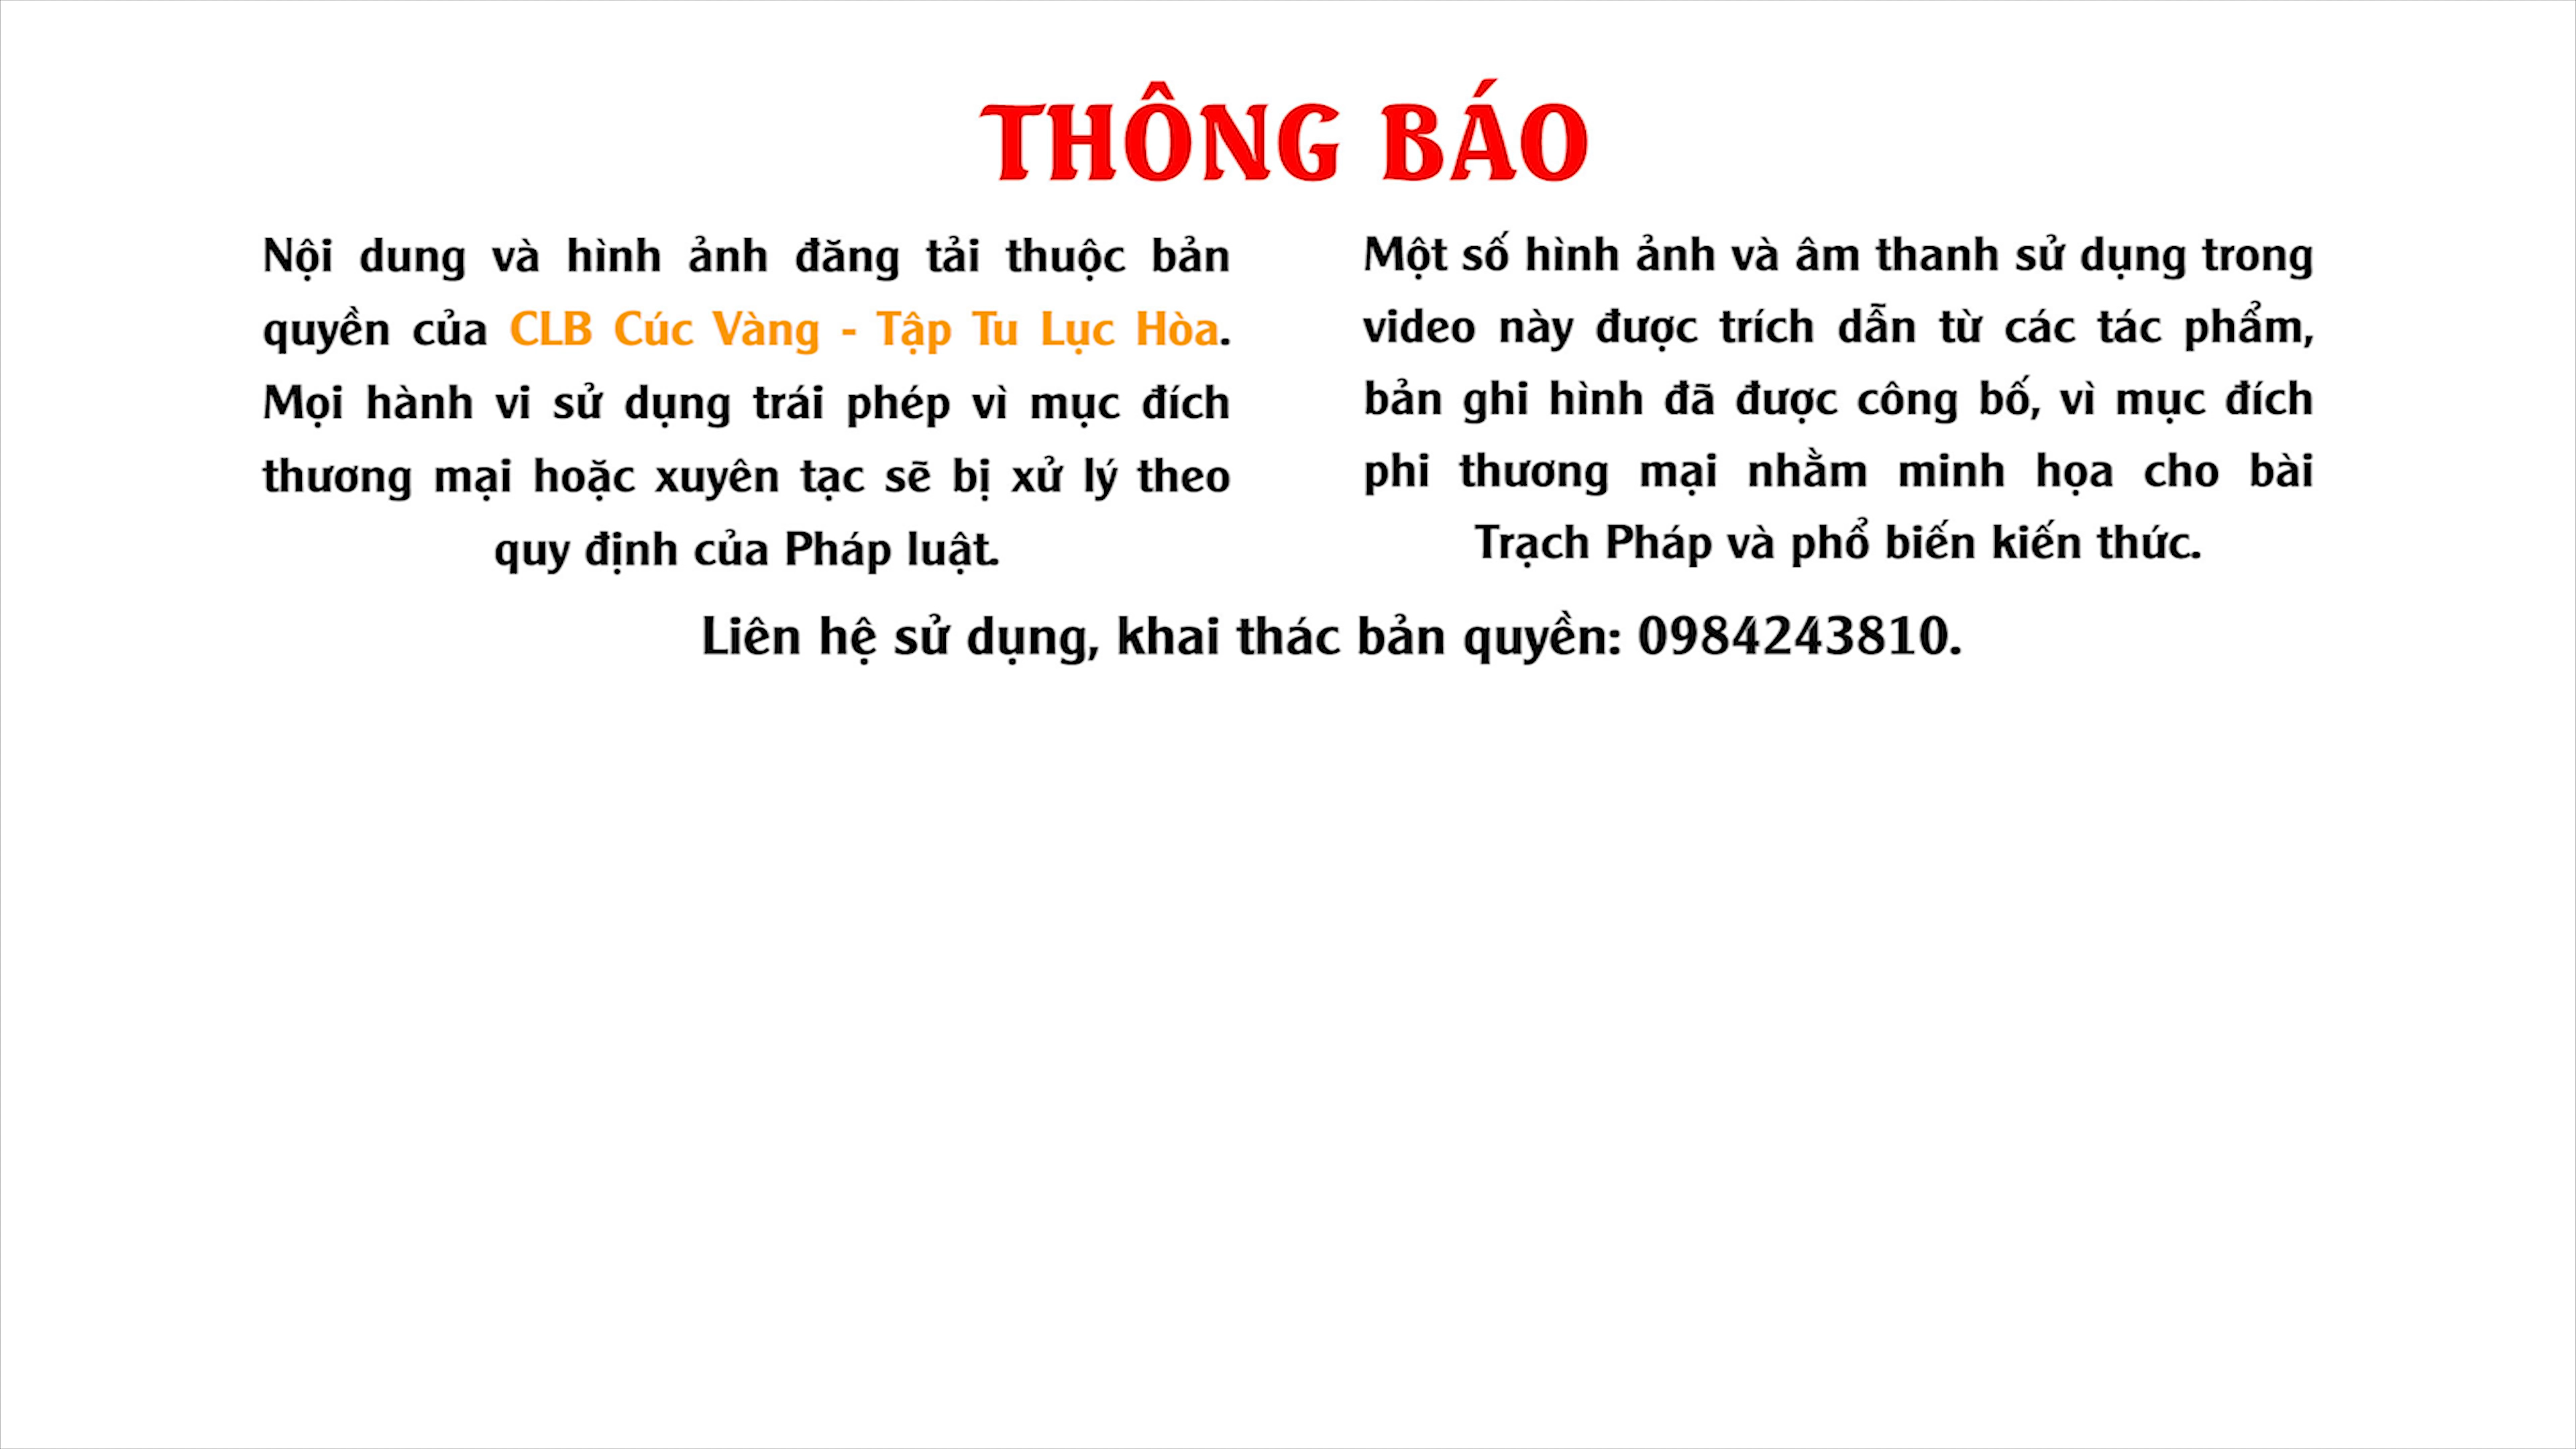 THÔNG BÁO
Nội dung và hình ảnh đăng tải thuộc bản
quyền của CLB Cúc Vàng - Tập Tu Lục Hòa.
Mọi hành vi sử dụng trái phép vì mục đích
thương mại hoặc xuyên tạc sẽ bị xử lý theo
quy định của Pháp luật.
Một số hình ảnh và âm thanh sử dụng trong
video này được trích dẫn từ các tác phẩm,
bản ghi hình đã được công bố, vì mục đích
phi thương mại nhằm minh họa cho bài
Trạch Pháp và phổ biến kiến thức.
Liên hệ sử dụng, khai thác bản quyền: 0984243810.